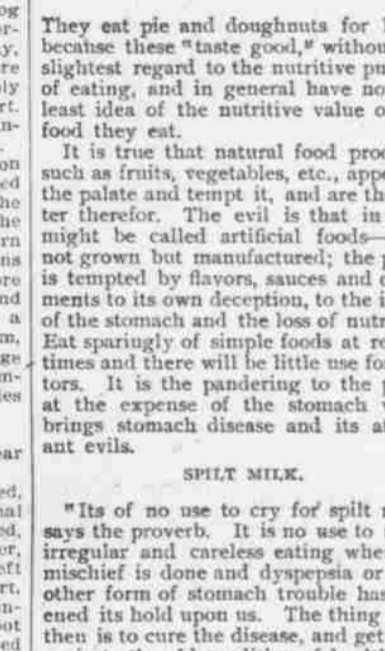 They eat pie and doughnuts for
because these "taste good," withou
slightest regard to the nutritive pu
of eating, and in general have no
least idea of the nutritive value o
food they eat.
It is true that natural food proc
such as fruits, vegetables, etc., appe
the palate and tempt it, and are th
ter therefor. The evil is that in
might be called artificial foods—
not grown but manufactured; the p
is tempted by flavors, sauces and c
ments to its own deception, to the i
of the stomach and the loss of nutr
Eat sparingly of simple foods at re
times and there will be little use fo
tors. It is the pandering to the p
at the expense of the stomach
brings stomach disease and its at
ant evils.
SPILT MILK.
"Its of no use to cry for spilt
says the proverb. It is no use to
irregular and careless eating whe
mischief is done and dyspepsia or
other form of stomach trouble has
ened its hold upon us. The thing
then is to cure the disease, and get